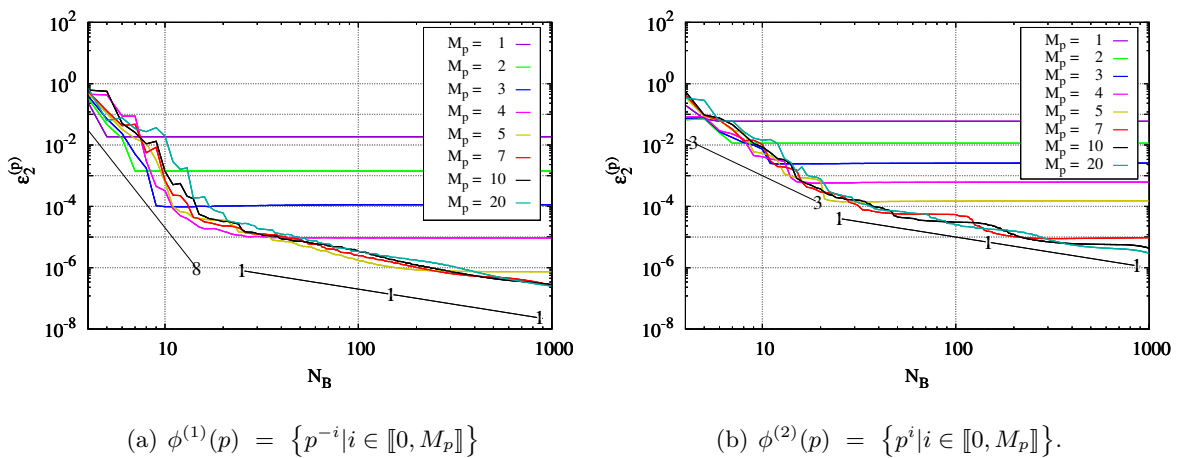 10^2
10^0
10^-2
10^-4
10^-6
10^-8
ε_2^(p)
10
100
1000
N_B
8
1
1
1
M_p = 1
M_p = 2
M_p = 3
M_p = 4
M_p = 5
M_p = 7
M_p = 10
M_p = 20
(a) ϕ^(1)(p) = {p^-i|i ∈ ⟦0, M_p⟧}
10^2
10^0
10^-2
10^-4
10^-6
10^-8
ε_2^(p)
10
100
1000
N_B
3
3
1
1
1
M_p = 1
M_p = 2
M_p = 3
M_p = 4
M_p = 5
M_p = 7
M_p = 10
M_p = 20
(b) ϕ^(2)(p) = {p^i|i ∈ ⟦0, M_p⟧}.